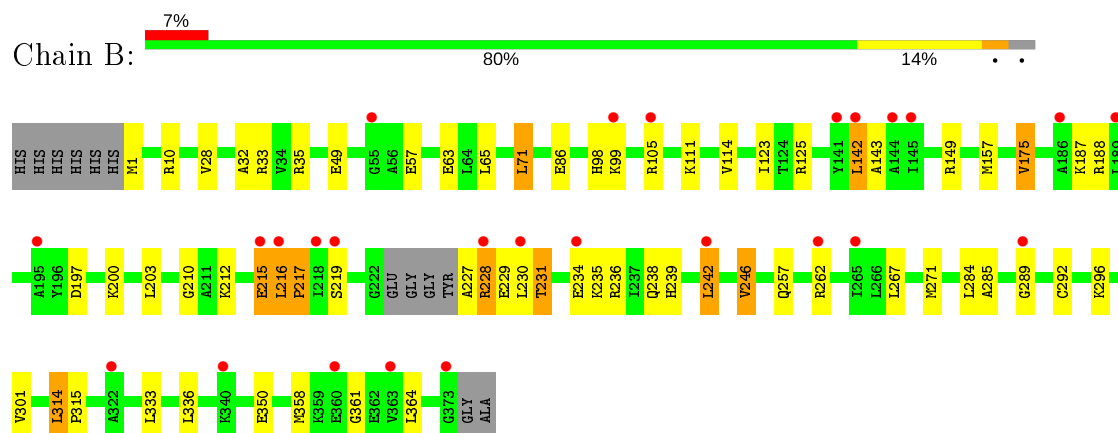 7%
Chain B:
80% 14% • •
HIS HIS HIS HIS HIS HIS M1 R10 V28 A32 R33 V34 R35 E49 G55 A56 E57 E63 L64 L65 L71 E86 H98 K99 R105 K111 V114 I123 T124 R125 Y141 L142 A143 A144 I145 R149 M157 V175 A186 K187 R188 L189
A195 Y196 D197 K200 L203 G210 A211 K212 E215 L216 P217 I218 S219 G222 GLU GLY GLY TYR A227 R228 E229 L230 T231 E234 K235 R236 I237 Q238 H239 L242 V246 Q257 R262 I265 L266 L267 M271 L284 A285 G289 C292 K296
V301 L314 P315 A322 L333 L336 K340 E350 M358 K359 E360 G361 E362 V363 L364 G373 GLY ALA